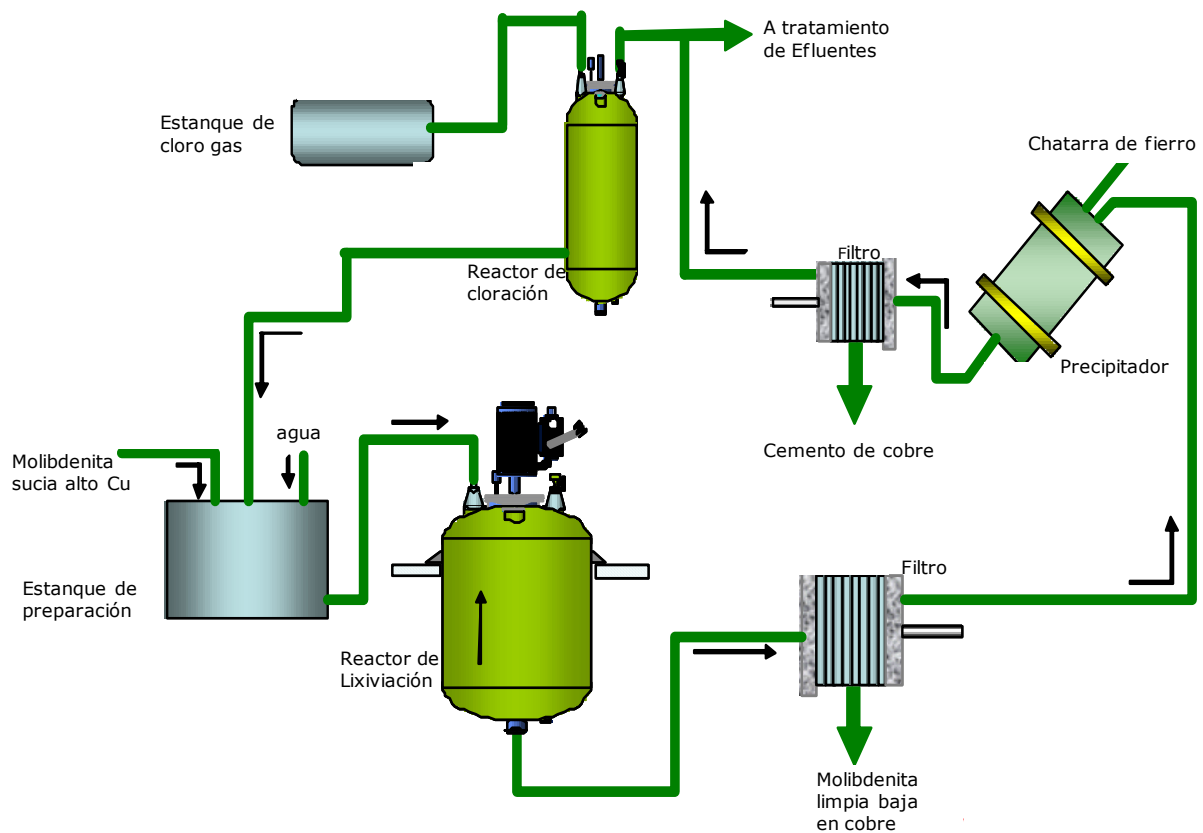 A tratamiento
de Efluentes
Estanque de
cloro gas
Chatarra de fierro
Filtro
Reactor de
cloración
Precipitador
agua
Cemento de cobre
Molibdenita
sucia alto Cu
Filtro
Estanque de
preparación
Reactor de
Lixiviación
Molibdenita
limpia baja
en cobre